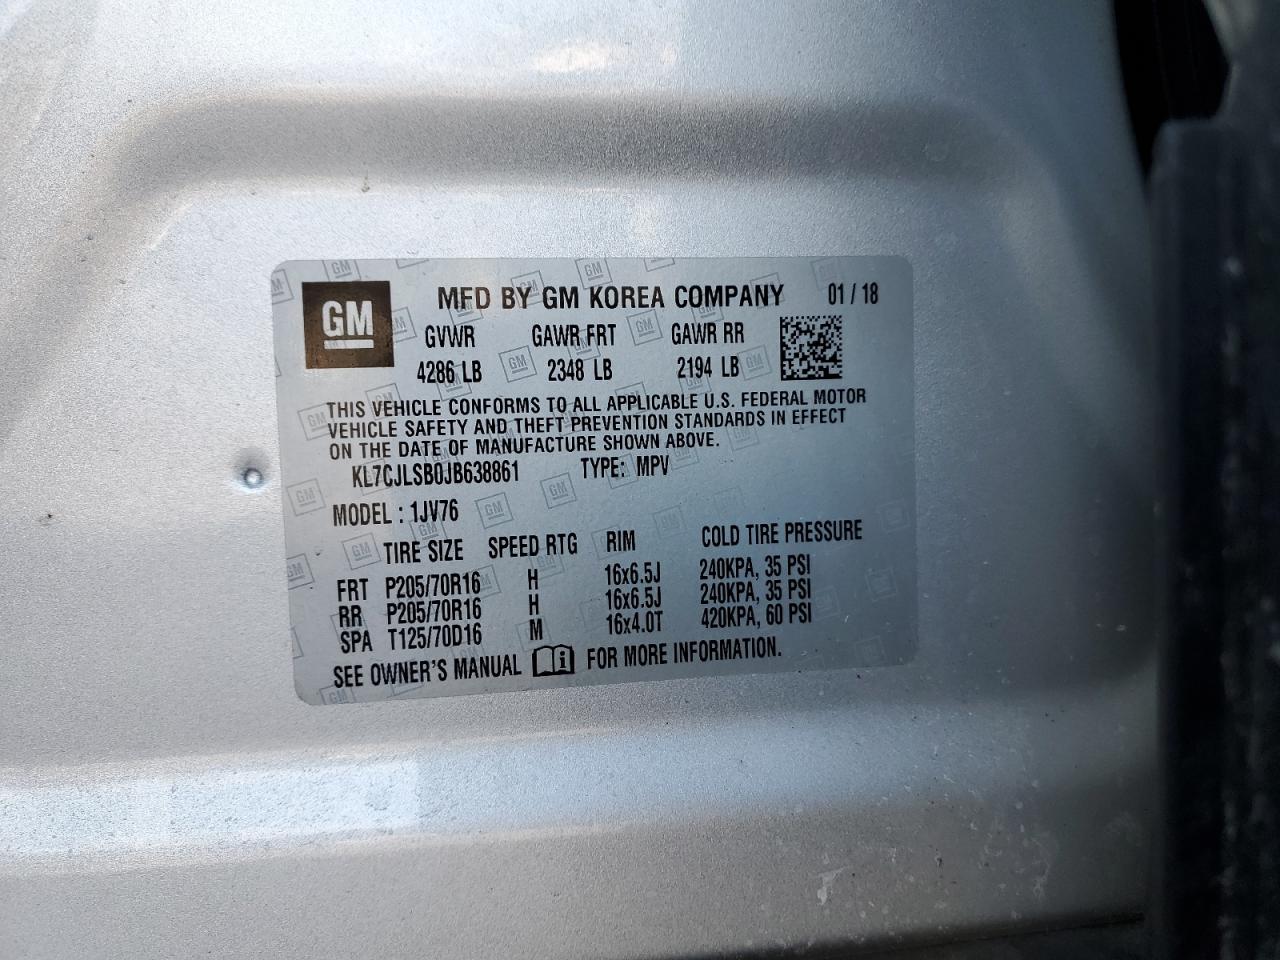 GM
MFD BY GM KOREA COMPANY 01 / 18
GVWR GAWR FRT GAWR RR
4286 LB 2348 LB 2194 LB
THIS VEHICLE CONFORMS TO ALL APPLICABLE U.S. FEDERAL MOTOR
VEHICLE SAFETY AND THEFT PREVENTION STANDARDS IN EFFECT
ON THE DATE OF MANUFACTURE SHOWN ABOVE.
KL7CJLSB0JB638861 TYPE: MPV
MODEL : 1JV76
TIRE SIZE SPEED RTG RIM COLD TIRE PRESSURE
FRT P205/70R16 H 16x6.5J 240KPA, 35 PSI
RR P205/70R16 H 16x6.5J 240KPA, 35 PSI
SPA T125/70D16 M 16x4.0T 420KPA, 60 PSI
SEE OWNER'S MANUAL FOR MORE INFORMATION.